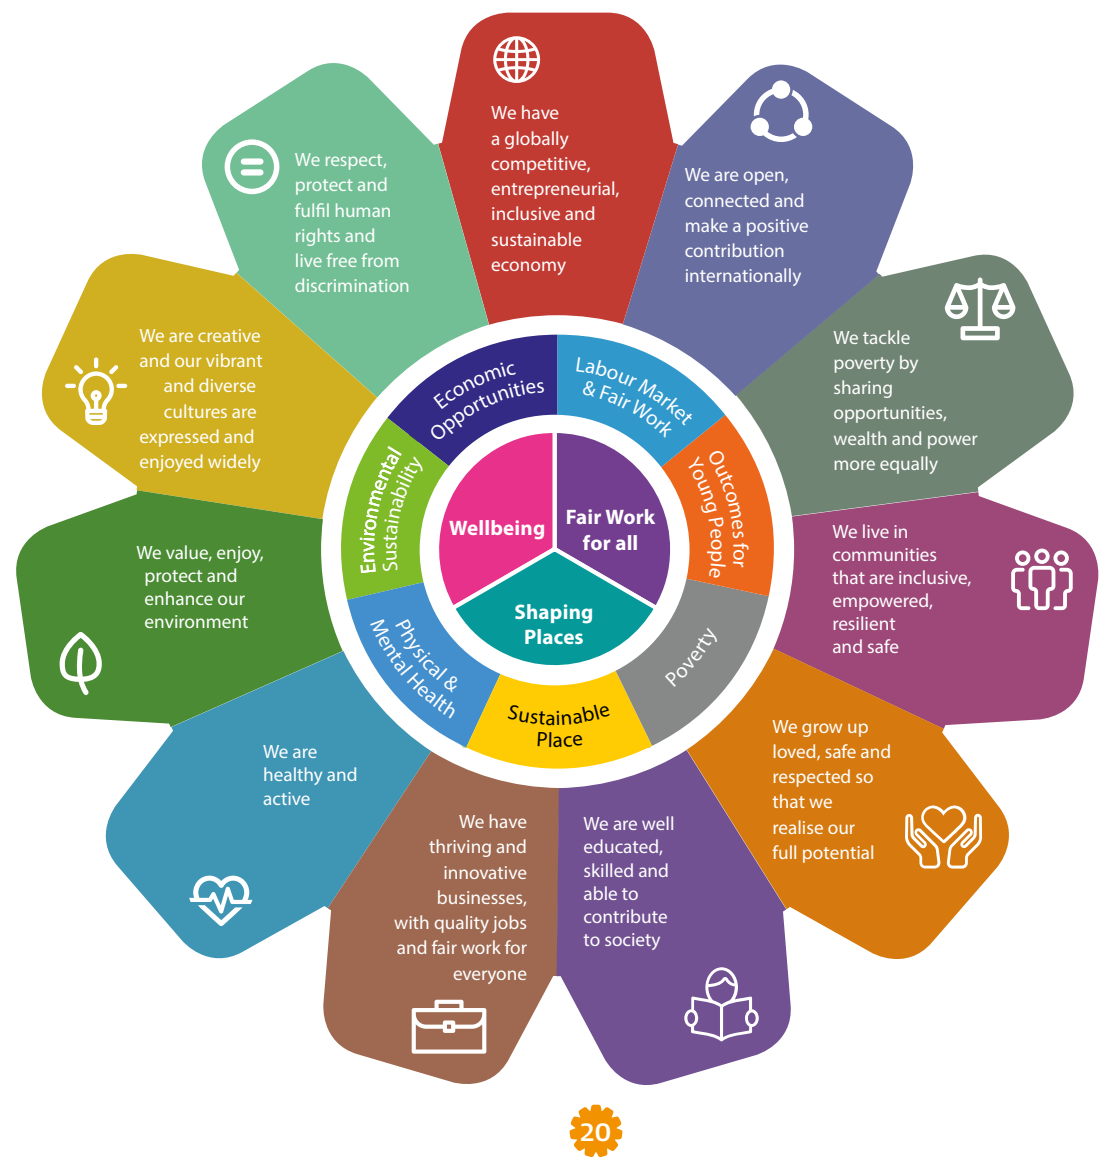 We have
a globally
competitive,
entrepreneurial,
inclusive and
sustainable
economy
We are open,
connected and
make a positive
contribution
internationally
We tackle
poverty by
sharing
opportunities,
wealth and power
more equally
We live in
communities
that are inclusive,
empowered,
resilient
and safe
We grow up
loved, safe and
respected so
that we
realise our
full potential
We are well
educated,
skilled and
able to
contribute
to society
We have
thriving and
innovative
businesses,
with quality jobs
and fair work for
everyone
We are
healthy and
active
We value, enjoy,
protect and
enhance our
environment
We are creative
and our vibrant
and diverse
cultures are
expressed and
enjoyed widely
We respect,
protect and
fulfil human
rights and
live free from
discrimination
Economic
Opportunities
Labour Market
& Fair Work
Outcomes for
Young People
Poverty
Sustainable
Place
Physical &
Mental Health
Environmental
Sustainability
Wellbeing
Fair Work
for all
Shaping
Places
20